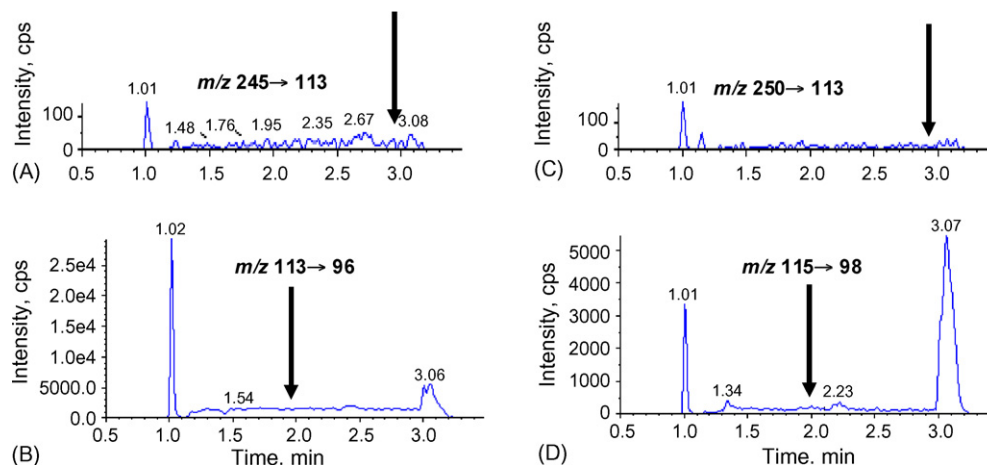 Intensity, cps
100
0
1.01
1.48
1.76
1.95
2.35
2.67
3.08
m/z 245→ 113
0.5 1.0 1.5 2.0 2.5 3.0
(A)
Intensity, cps
100
0
1.01
m/z 250→ 113
0.5 1.0 1.5 2.0 2.5 3.0
(C)
Intensity, cps
2.5e4
2.0e4
1.5e4
1.0e4
5000.0
0.0
1.02
1.54
3.06
m/z 113→ 96
0.5 1.0 1.5 2.0 2.5 3.0
Time, min
(B)
Intensity, cps
5000
4000
3000
2000
1000
0
1.01
1.34
2.23
3.07
m/z 115→ 98
0.5 1.0 1.5 2.0 2.5 3.0
Time, min
(D)